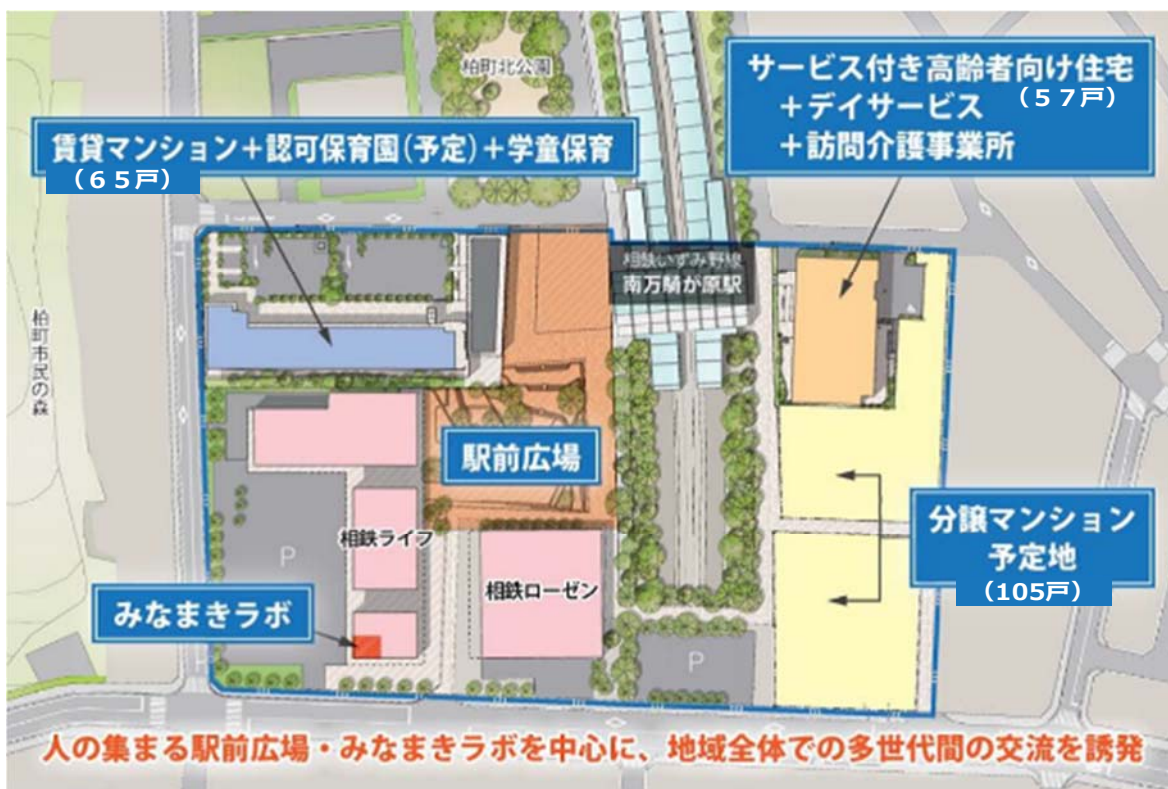 柏町北公園
サービス付き高齢者向け住宅
（５７戸）
＋デイサービス
＋訪問介護事業所
賃貸マンション＋認可保育園（予定）＋学童保育
（６５戸）
相鉄いずみ野線
南万騎が原駅
柏町市民の森
駅前広場
分譲マンション
予定地
（105戸）
相鉄ライフ
P
相鉄ローゼン
みなまきラボ
P
人の集まる駅前広場・みなまきラボを中心に、地域全体での多世代間の交流を誘発